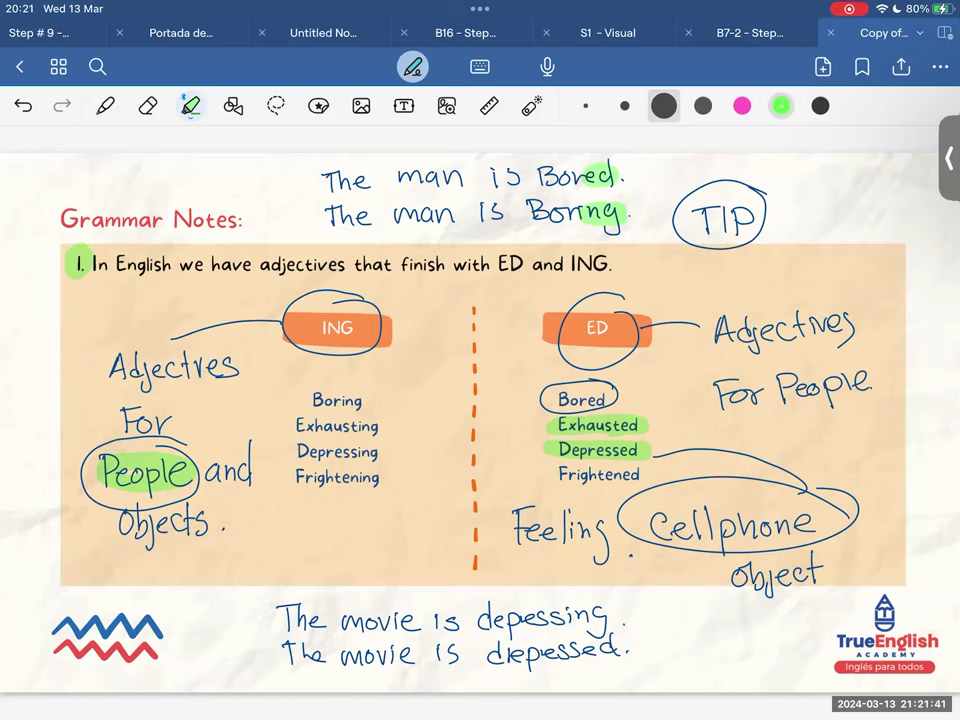 20:21 Wed 13 Mar
80%
Step # 9 -...
Portada de...
Untitled No...
B16 - Step...
S1 - Visual
B7-2 - Step...
Copy of...
The man is Bored.
The man is Boring
TIP
Grammar Notes:
1. In English we have adjectives that finish with ED and ING.
ING
ED
Adjectives
For People
Adjectves
For
People and
objects.
Boring
Exhausting
Depressing
Frightening
Bored
Exhausted
Depressed
Frightened
Feeling.
Cellphone
object
The movie is depessing.
The movie is depressed.
TrueEnglish
ACADEMY
Inglés para todos
2024-03-13 21:21:41